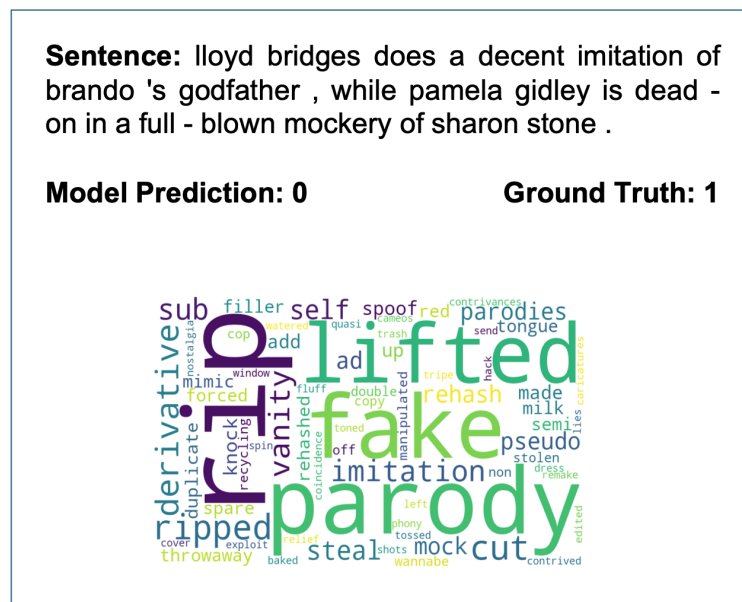 Sentence: lloyd bridges does a decent imitation of
brando 's godfather , while pamela gidley is dead -
on in a full - blown mockery of sharon stone .
Model Prediction: 0 Ground Truth: 1
sub filler self spoof red contrivances parodies
nostalgia cop watered add quasi cameos trash send tongue
derivative rip lifted
mimic window ad up hack caricatures
forced fluff double copy tripe rehash made milk
duplicate knock recycling spin vanity rehashed coincidence fake toned off manipulated semi lies
pseudo stolen
imitation non dress remake
spare left
ripped parody edited
phony tossed
cover exploit relief steal shots mock cut
throwaway baked wannabe contrived